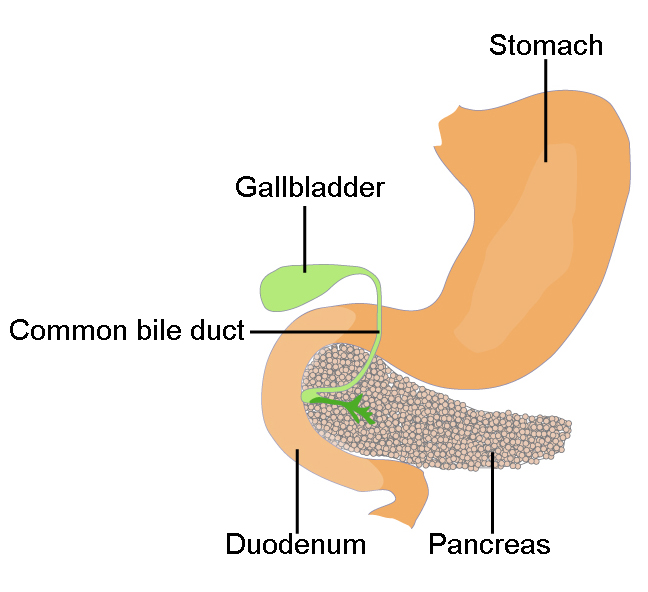 Stomach
Gallbladder
Common bile duct
Duodenum
Pancreas